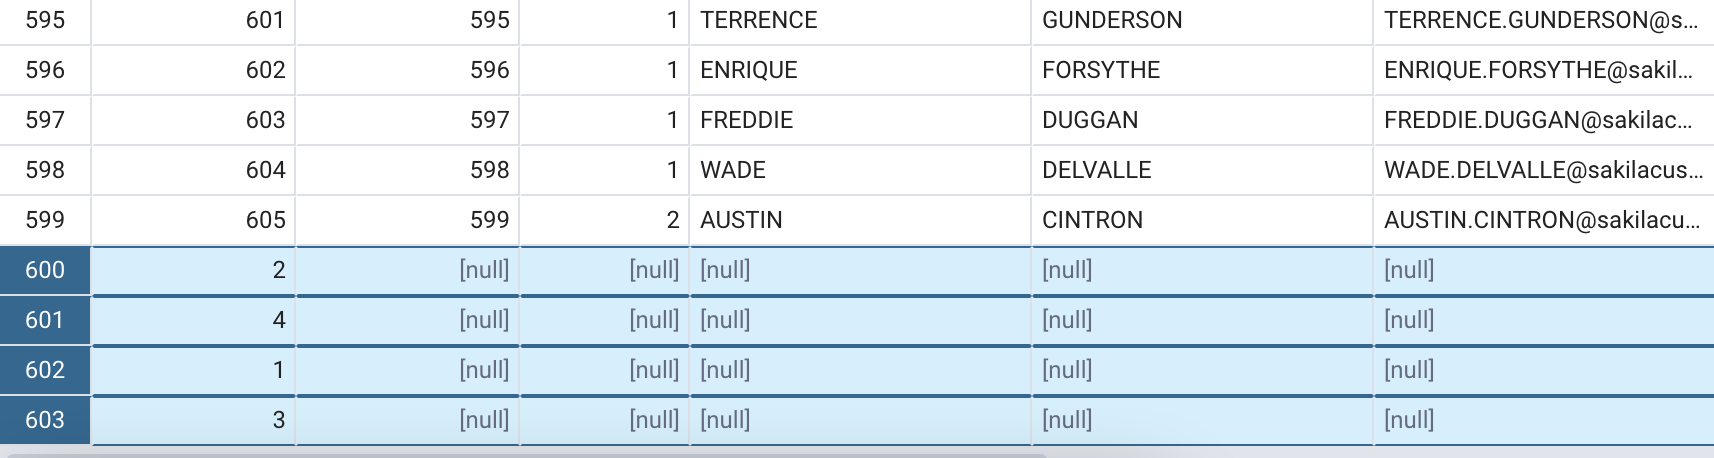 595 601 595 1 TERRENCE GUNDERSON TERRENCE.GUNDERSON@s...
596 602 596 1 ENRIQUE FORSYTHE ENRIQUE.FORSYTHE@sakil...
597 603 597 1 FREDDIE DUGGAN FREDDIE.DUGGAN@sakilac...
598 604 598 1 WADE DELVALLE WADE.DELVALLE@sakilacus...
599 605 599 2 AUSTIN CINTRON AUSTIN.CINTRON@sakilacu...
600 2 [null] [null] [null] [null] [null]
601 4 [null] [null] [null] [null] [null]
602 1 [null] [null] [null] [null] [null]
603 3 [null] [null] [null] [null] [null]